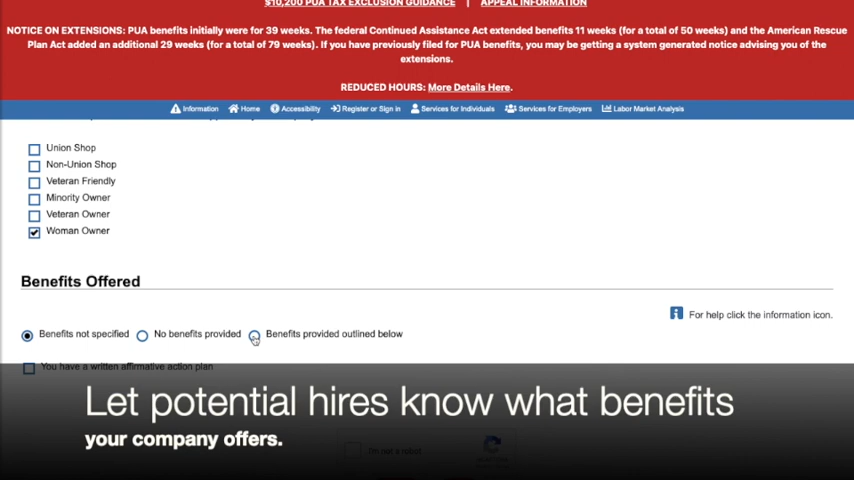 $10,200 PUA TAX EXCLUSION GUIDANCE | APPEAL INFORMATION
NOTICE ON EXTENSIONS: PUA benefits initially were for 39 weeks. The federal Continued Assistance Act extended benefits 11 weeks (for a total of 50 weeks) and the American Rescue
Plan Act added an additional 29 weeks (for a total of 79 weeks). If you have previously filed for PUA benefits, you may be getting a system generated notice advising you of the
extensions.
REDUCED HOURS: More Details Here.
Information Home Accessibility Register or Sign in Services for Individuals Services for Employers Labor Market Analysis
Union Shop
Non-Union Shop
Veteran Friendly
Minority Owner
Veteran Owner
Woman Owner
Benefits Offered
For help click the information icon.
Benefits not specified No benefits provided Benefits provided outlined below
You have a written affirmative action plan
Let potential hires know what benefits
your company offers.
I'm not a robot